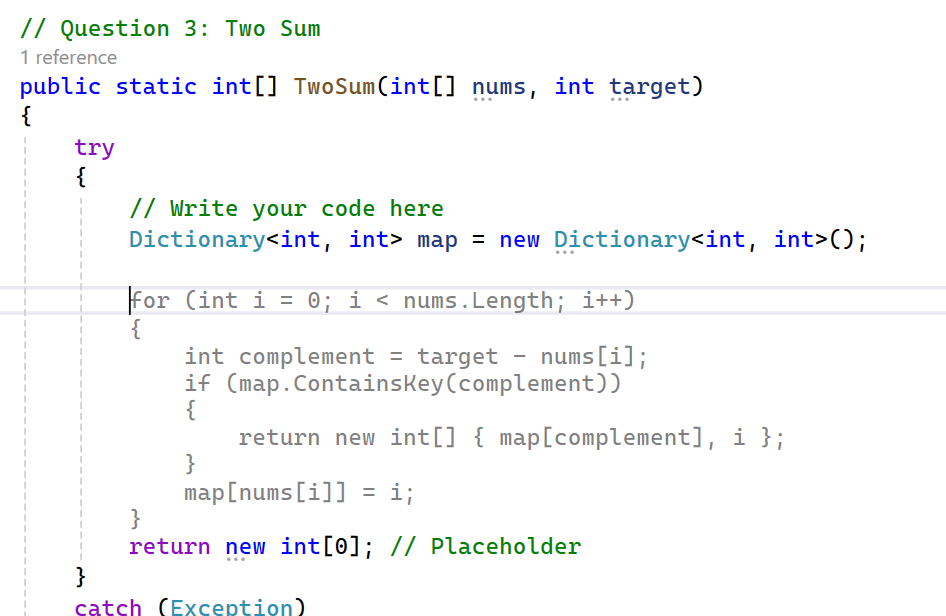 // Question 3: Two Sum
1 reference
public static int[] TwoSum(int[] nums, int target)
{
try
{
// Write your code here
Dictionary<int, int> map = new Dictionary<int, int>();
for (int i = 0; i < nums.Length; i++)
{
int complement = target - nums[i];
if (map.ContainsKey(complement))
{
return new int[] { map[complement], i };
}
map[nums[i]] = i;
}
return new int[0]; // Placeholder
}
catch (Exception)